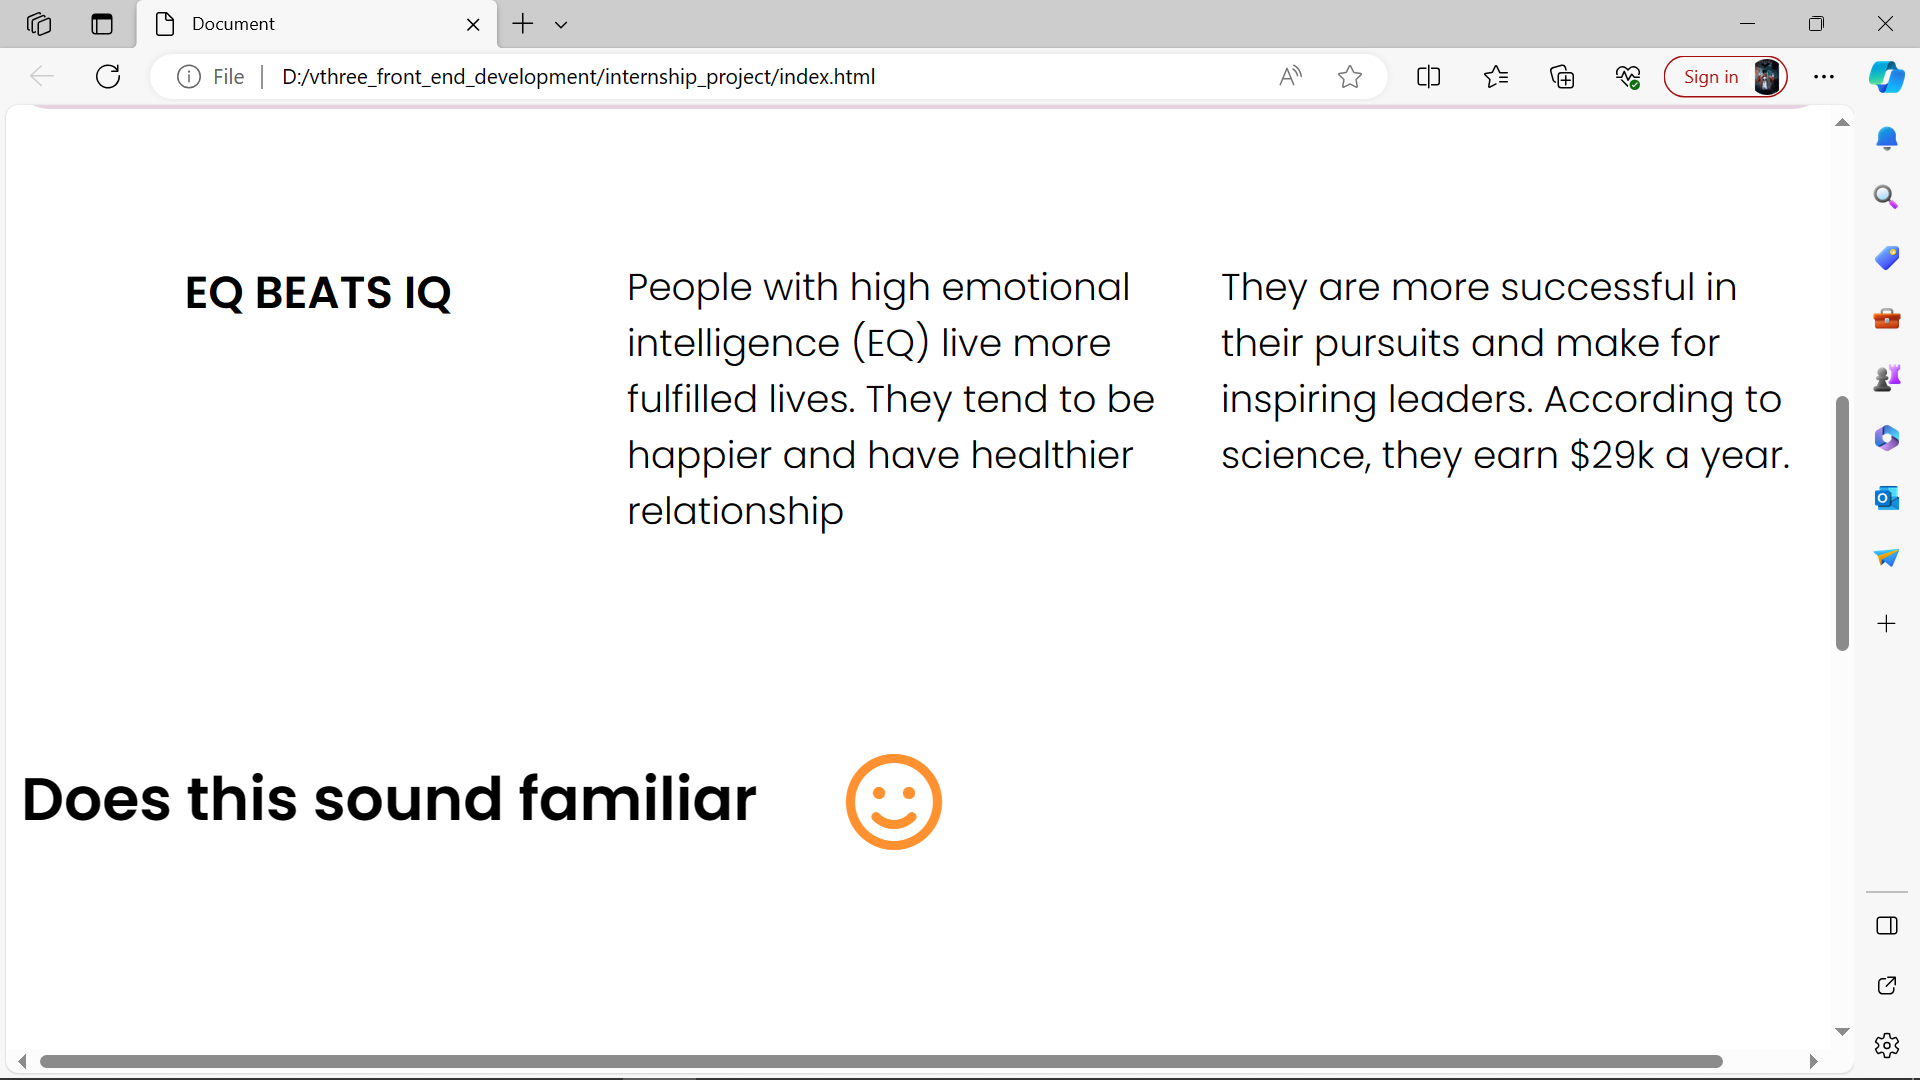 Document
File
D:/vthree_front_end_development/internship_project/index.html
Sign in
EQ BEATS IQ
People with high emotional
intelligence (EQ) live more
fulfilled lives. They tend to be
happier and have healthier
relationship
They are more successful in
their pursuits and make for
inspiring leaders. According to
science, they earn $29k a year.
Does this sound familiar